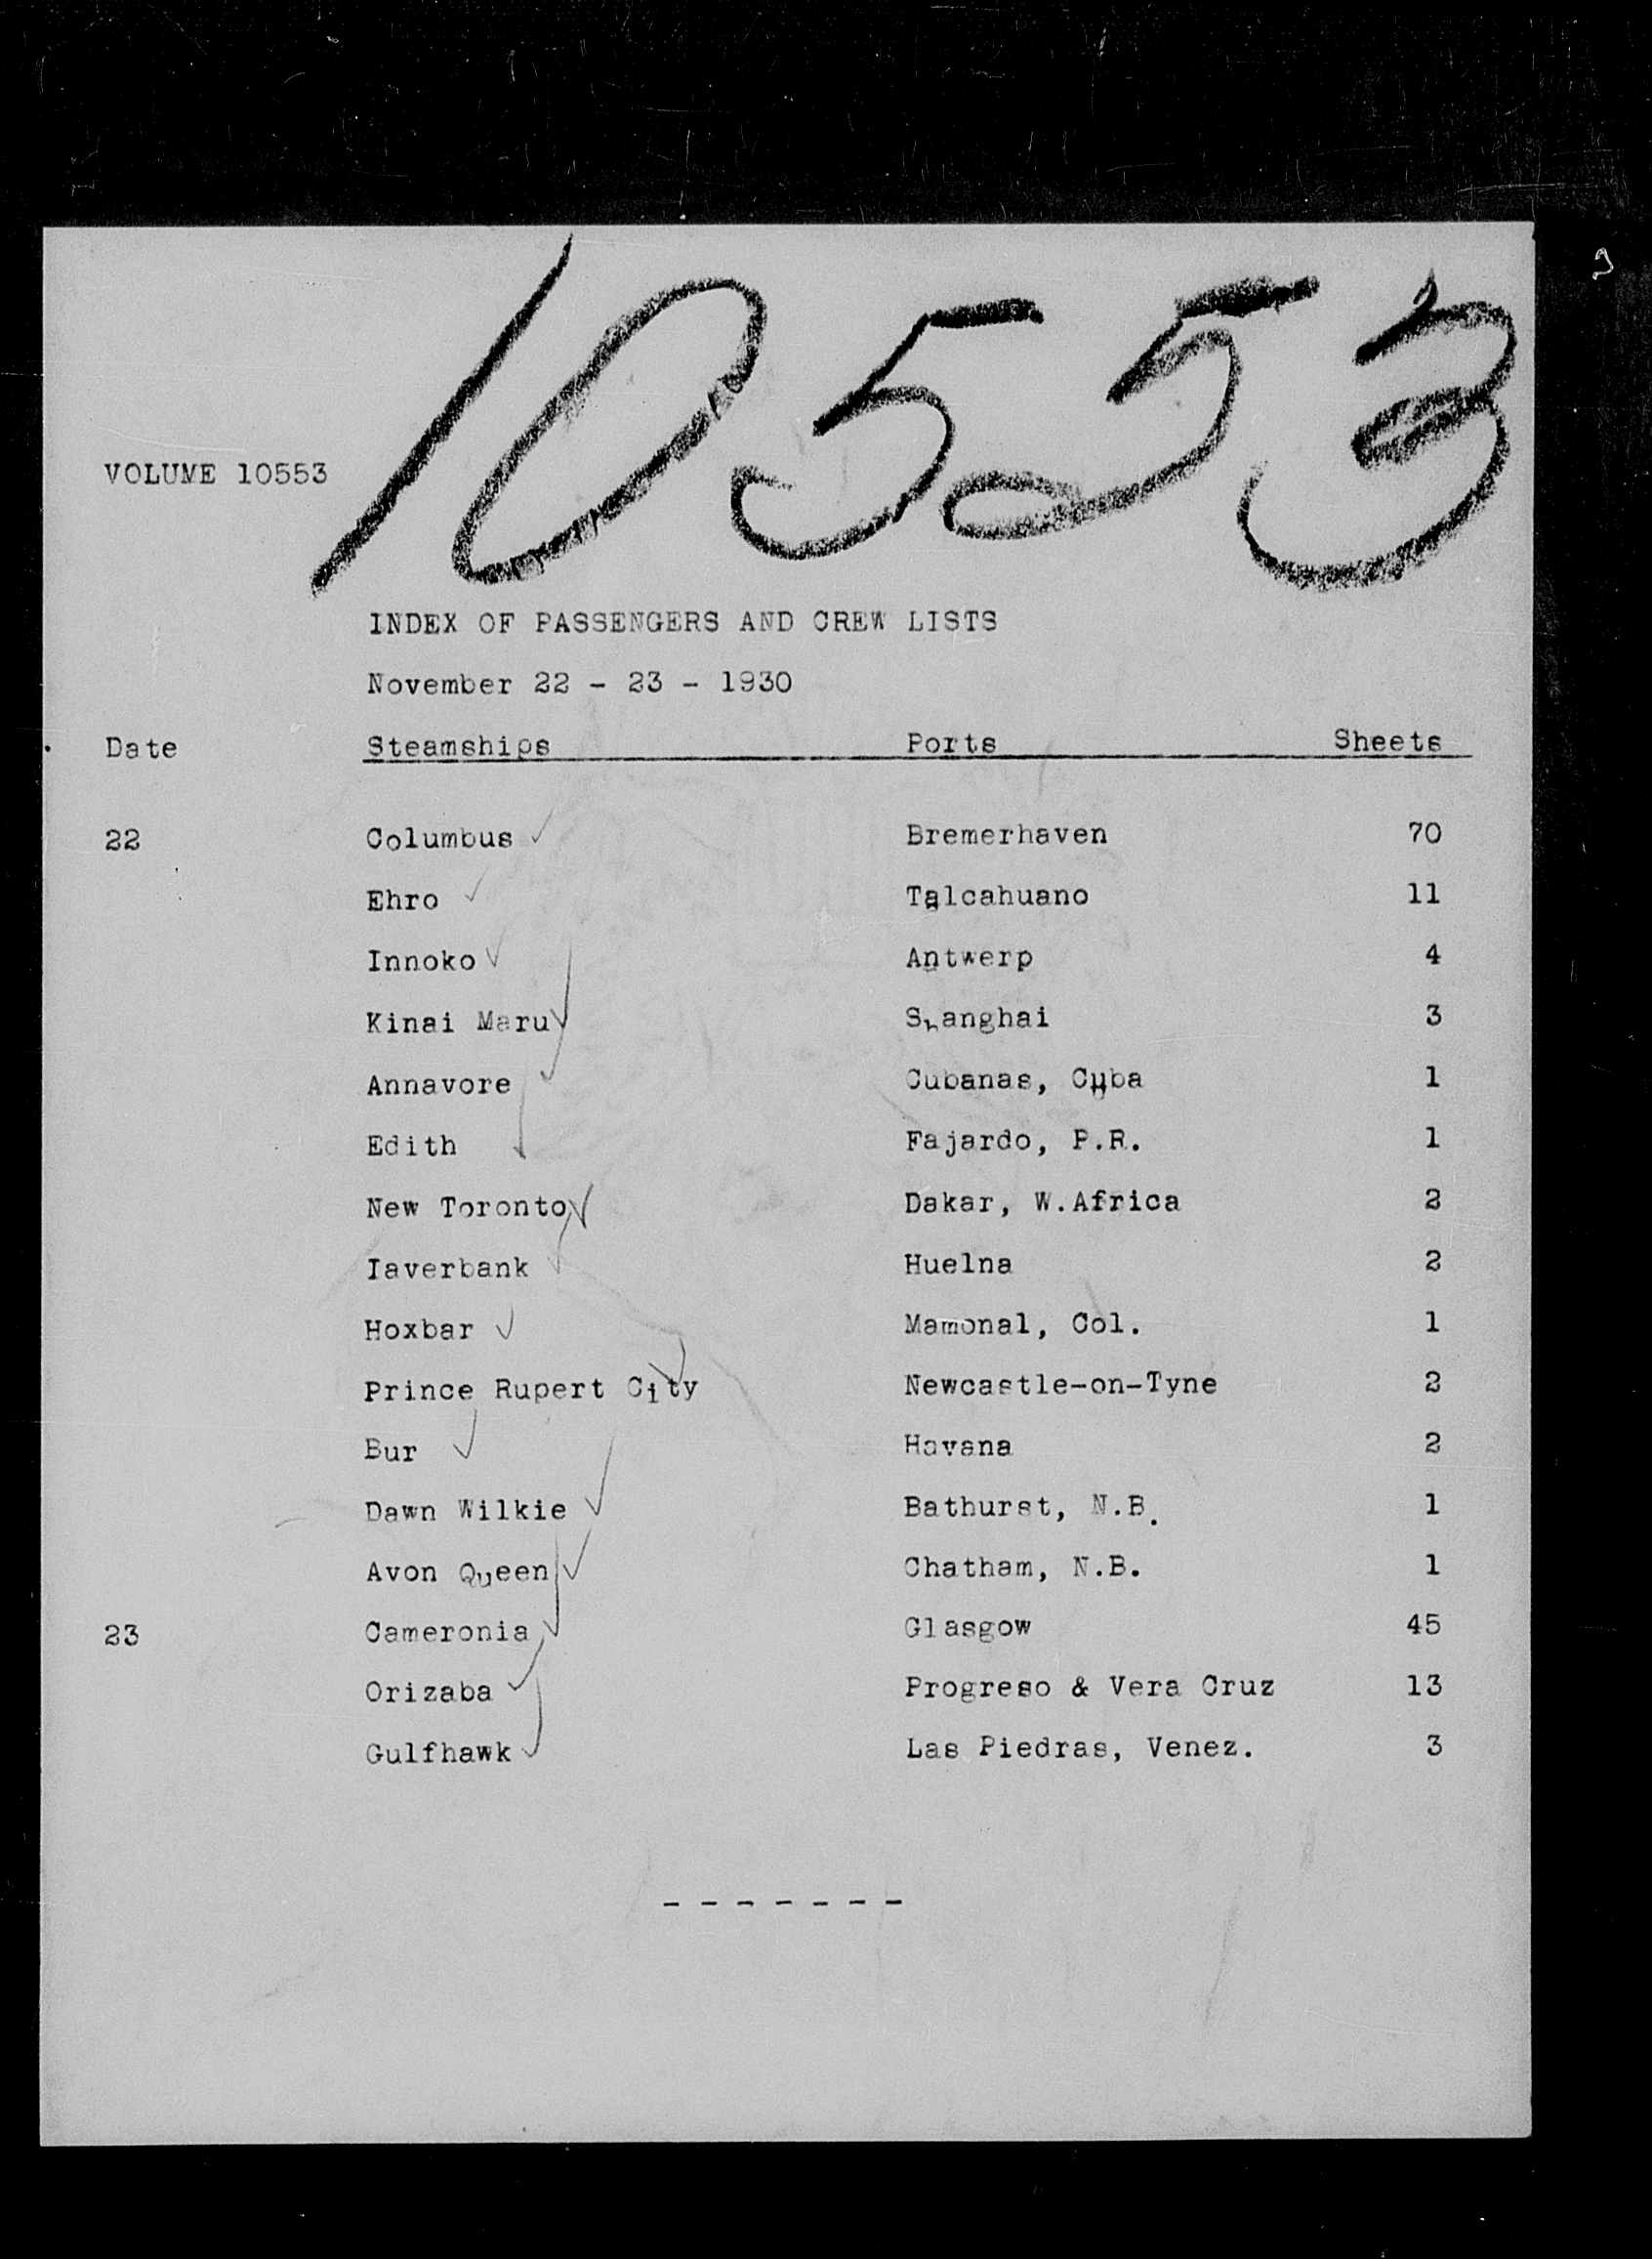 10553
VOLUME 10553
INDEX OF PASSENGERS AND CREW LISTS
November 22 - 23 - 1930
Date Steamships Ports Sheets
22 Columbus Bremerhaven 70
Ehro Talcahuano 11
Innoko Antwerp 4
Kinai Maru Shanghai 3
Annavore Cubanas, Cuba 1
Edith Fajardo, P.R. 1
New Toronto Dakar, W.Africa 2
Iaverbank Huelna 2
Hoxbar Mamonal, Col. 1
Prince Rupert City Newcastle-on-Tyne 2
Bur Havana 2
Dawn Wilkie Bathurst, N.B. 1
Avon Queen Chatham, N.B. 1
23 Cameronia Glasgow 45
Orizaba Progreso & Vera Cruz 13
Gulfhawk Las Piedras, Venez. 3
- - - - - - -